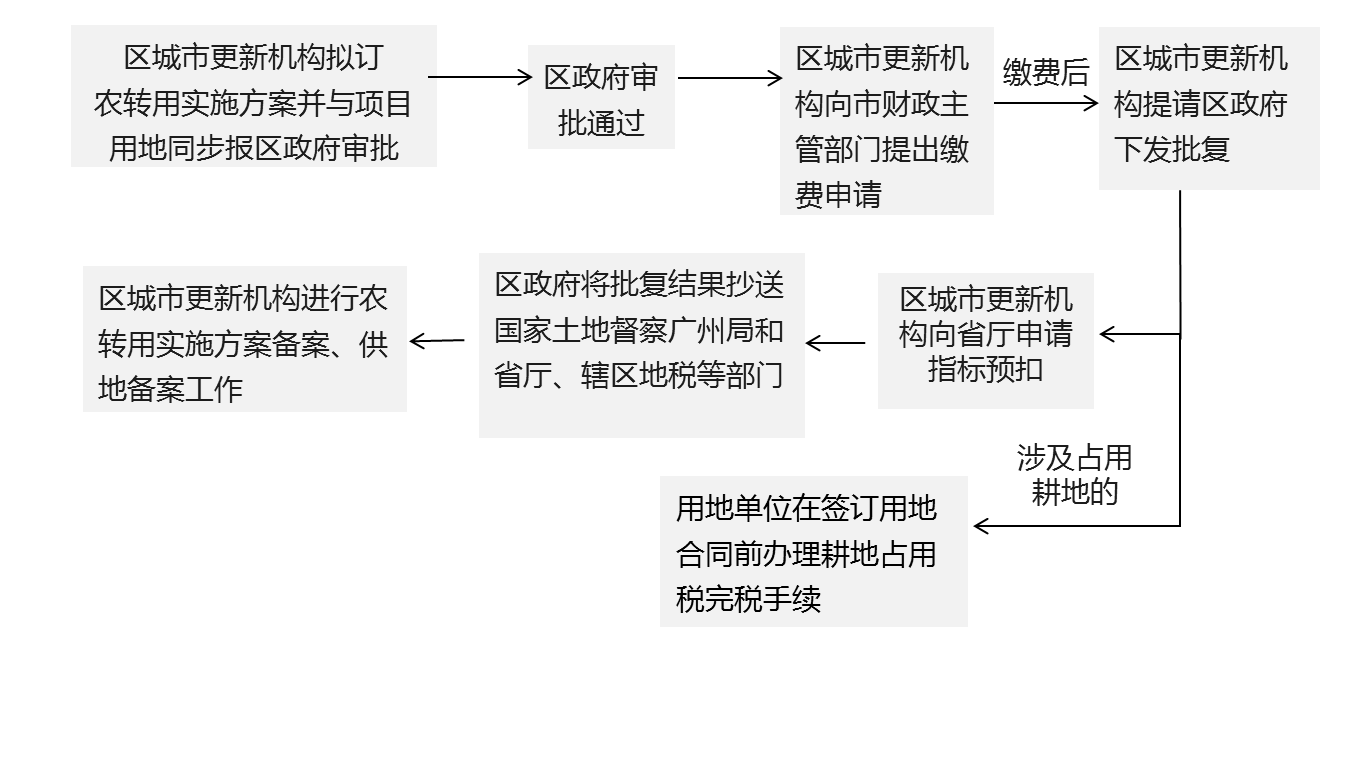 区城市更新机构拟订
农转用实施方案并与项目
用地同步报区政府审批
区政府审
批通过
区城市更新机
构向市财政主
管部门提出缴
费申请
缴费后
区城市更新机
构提请区政府
下发批复
区城市更新机
构向省厅申请
指标预扣
区政府将批复结果抄送
国家土地督察广州局和
省厅、辖区地税等部门
区城市更新机构进行农
转用实施方案备案、供
地备案工作
涉及占用
耕地的
用地单位在签订用地
合同前办理耕地占用
税完税手续